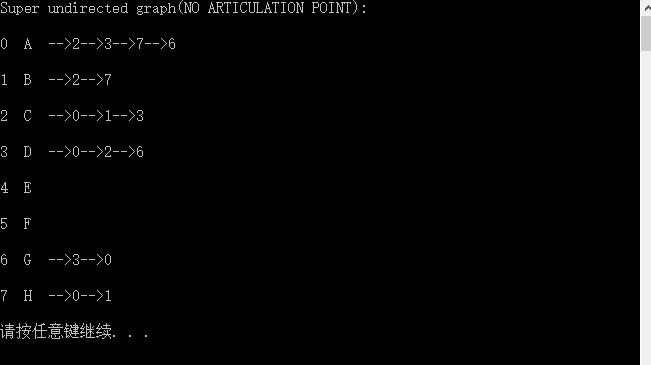 Super undirected graph(NO ARTICULATION POINT):
0  A  -->2-->3-->7-->6
1  B  -->2-->7
2  C  -->0-->1-->3
3  D  -->0-->2-->6
4  E
5  F
6  G  -->3-->0
7  H  -->0-->1
请按任意键继续. . .